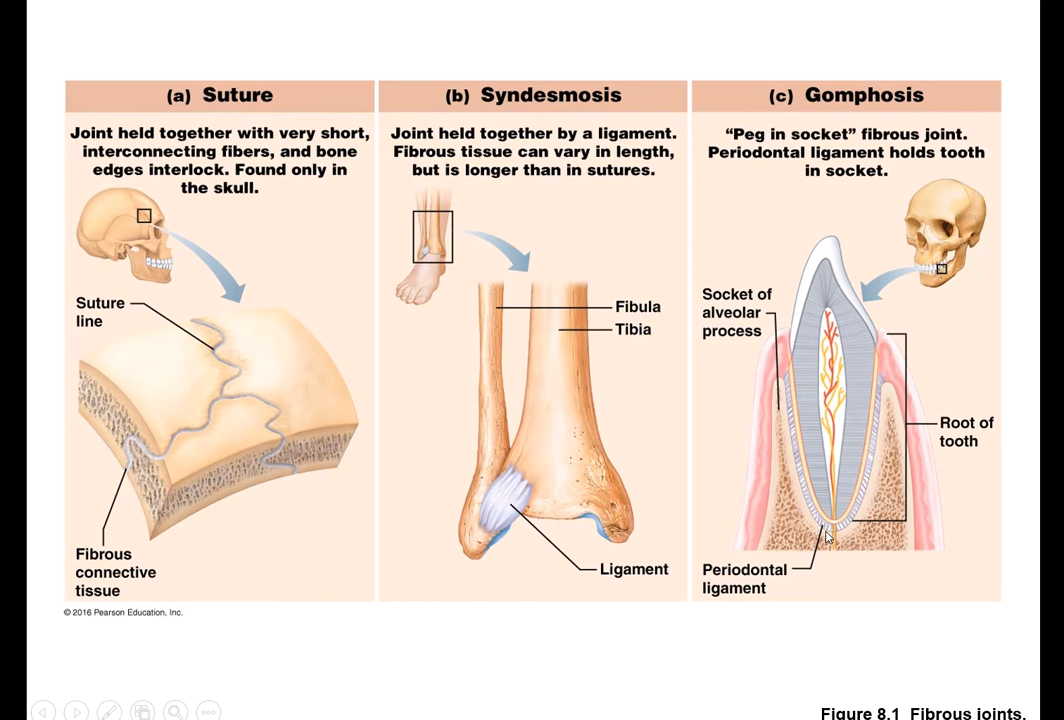 (a) Suture
Joint held together with very short,
interconnecting fibers, and bone
edges interlock. Found only in
the skull.
Suture
line
Fibrous
connective
tissue
(b) Syndesmosis
Joint held together by a ligament.
Fibrous tissue can vary in length,
but is longer than in sutures.
Fibula
Tibia
Ligament
(c) Gomphosis
“Peg in socket” fibrous joint.
Periodontal ligament holds tooth
in socket.
Socket of
alveolar
process
Root of
tooth
Periodontal
ligament
© 2016 Pearson Education, Inc.
Figure 8.1 Fibrous joints.